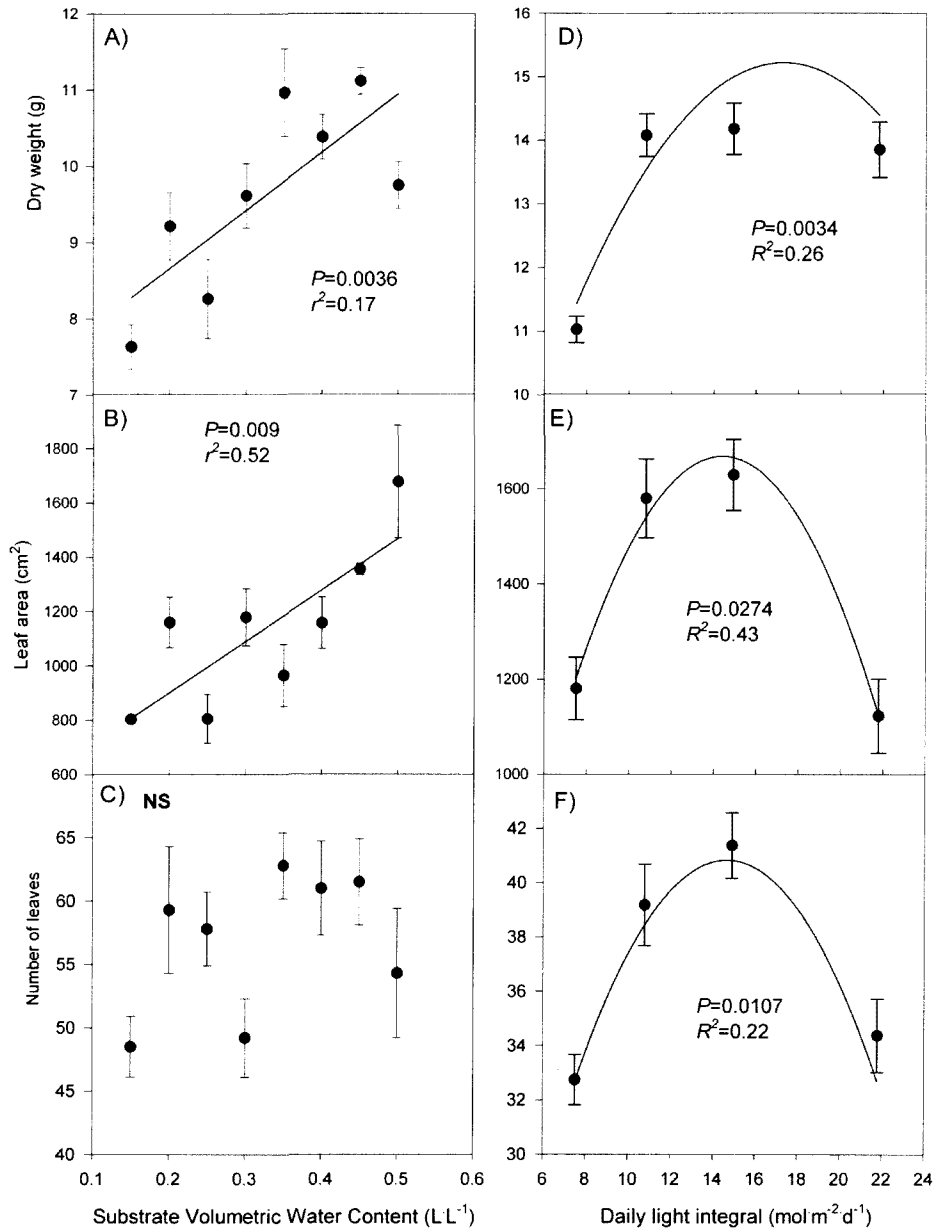 A)
Dry weight (g)
12
11
10
9
8
7
P=0.0036
r²=0.17
B)
Leaf area (cm²)
1800
1600
1400
1200
1000
800
600
P=0.009
r²=0.52
C) NS
Number of leaves
65
60
55
50
45
40
0.1 0.2 0.3 0.4 0.5 0.6
Substrate Volumetric Water Content (L·L⁻¹)
D)
16
15
14
13
12
11
10
P=0.0034
R²=0.26
E)
1600
1400
1200
1000
P=0.0274
R²=0.43
F)
42
40
38
36
34
32
30
P=0.0107
R²=0.22
6 8 10 12 14 16 18 20 22 24
Daily light integral (mol·m⁻²·d⁻¹)